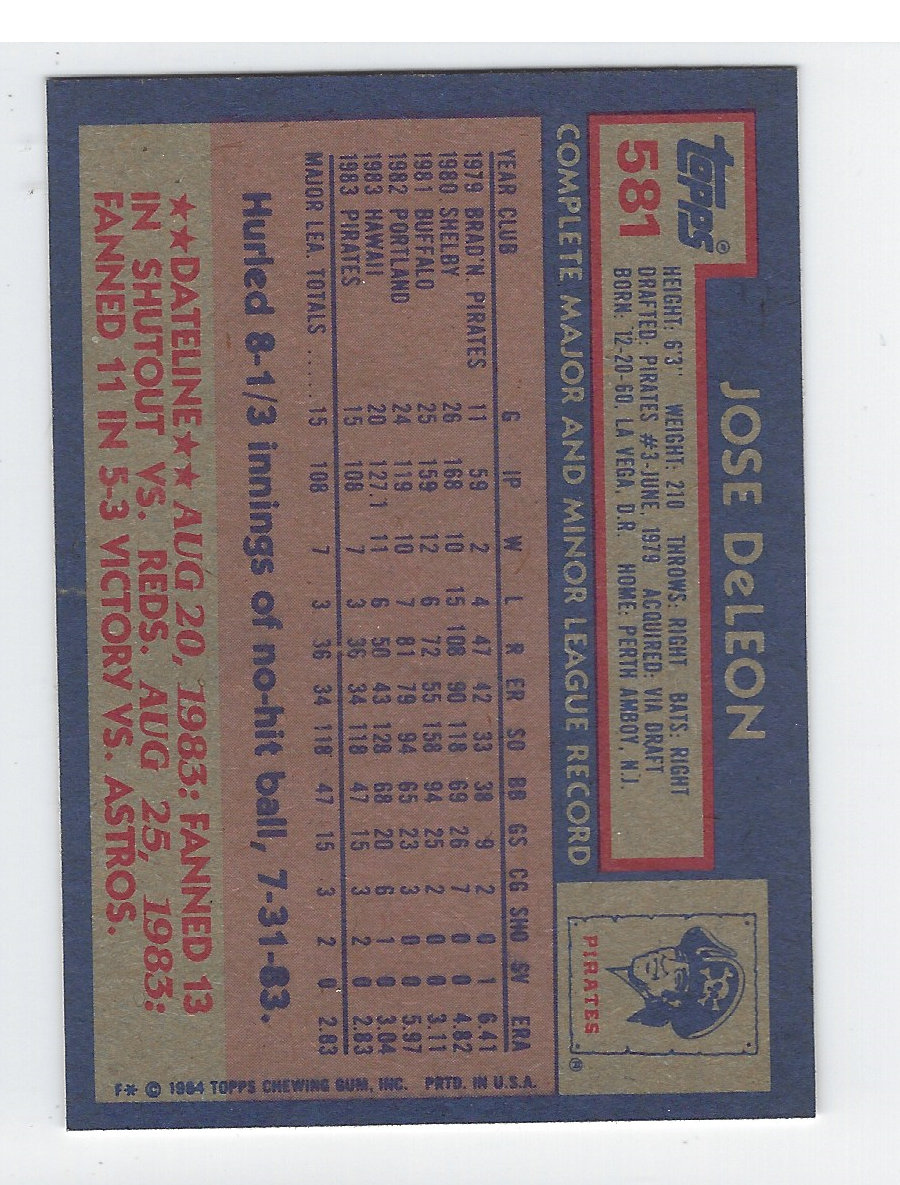 JOSE DeLEON
topps®
581
HEIGHT: 6'3" WEIGHT: 210 THROWS: RIGHT BATS: RIGHT
DRAFTED: PIRATES #3-JUNE, 1979 ACQUIRED: VIA DRAFT
BORN: 12-20-60, LA VEGA, D.R. HOME: PERTH AMBOY, N.J.
PIRATES ®
COMPLETE MAJOR AND MINOR LEAGUE RECORD
YEAR CLUB G IP W L R ER SO BB GS CG SHO SV ERA
1979 BRAD'N. PIRATES 11 59 2 4 47 42 33 38 9 2 0 1 6.41
1980 SHELBY 26 168 10 15 108 90 118 69 26 7 0 0 4.82
1981 BUFFALO 25 159 12 6 72 55 158 94 25 2 0 0 3.11
1982 PORTLAND 24 119 10 7 81 79 94 65 23 3 0 0 5.97
1983 HAWAII 20 127.1 11 6 50 43 128 68 20 6 1 0 3.04
1983 PIRATES 15 108 7 3 36 34 118 47 15 3 2 0 2.83
MAJOR LEA. TOTALS ..... 15 108 7 3 36 34 118 47 15 3 2 0 2.83
Hurled 8-1/3 innings of no-hit ball, 7-31-83.
★★DATELINE★★ AUG 20, 1983: FANNED 13
IN SHUTOUT VS. REDS. AUG 25, 1983:
FANNED 11 IN 5-3 VICTORY VS. ASTROS.
F* © 1984 TOPPS CHEWING GUM, INC. PRTD. IN U.S.A.